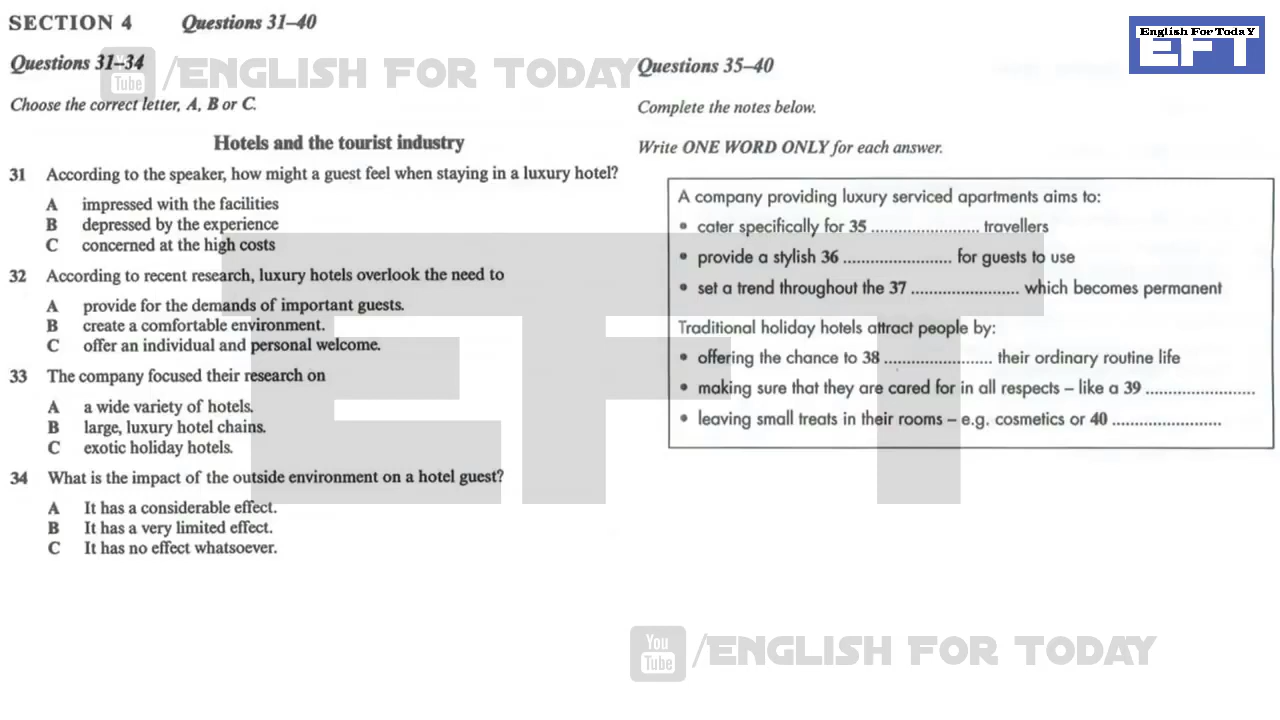 SECTION 4 Questions 31–40
Questions 31–34
Choose the correct letter, A, B or C.
Hotels and the tourist industry
31 According to the speaker, how might a guest feel when staying in a luxury hotel?
A impressed with the facilities
B depressed by the experience
C concerned at the high costs
32 According to recent research, luxury hotels overlook the need to
A provide for the demands of important guests.
B create a comfortable environment.
C offer an individual and personal welcome.
33 The company focused their research on
A a wide variety of hotels.
B large, luxury hotel chains.
C exotic holiday hotels.
34 What is the impact of the outside environment on a hotel guest?
A It has a considerable effect.
B It has a very limited effect.
C It has no effect whatsoever.
Questions 35–40
Complete the notes below.
Write ONE WORD ONLY for each answer.
A company providing luxury serviced apartments aims to:
• cater specifically for 35 ...................... travellers
• provide a stylish 36 ...................... for guests to use
• set a trend throughout the 37 ...................... which becomes permanent
Traditional holiday hotels attract people by:
• offering the chance to 38 ...................... their ordinary routine life
• making sure that they are cared for in all respects – like a 39 ......................
• leaving small treats in their rooms – e.g. cosmetics or 40 ......................
English For TodaY
EFT
You Tube /ENGLISH FOR TODAY
EFT
You Tube /ENGLISH FOR TODAY